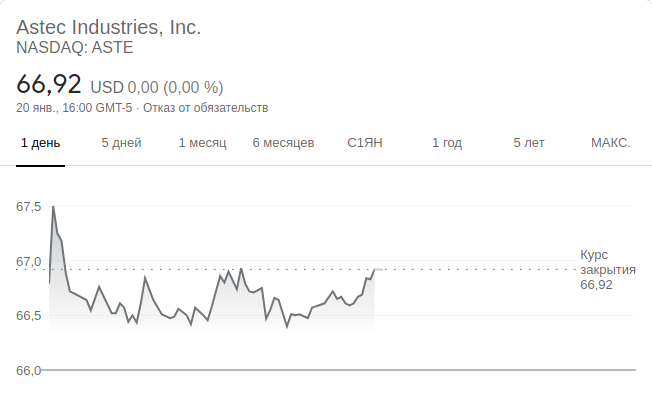 Astec Industries, Inc.
NASDAQ: ASTE
66,92 USD 0,00 (0,00 %)
20 янв., 16:00 GMT-5 · Отказ от обязательств
1 день 5 дней 1 месяц 6 месяцев С1ЯН 1 год 5 лет МАКС.
67,5
67,0
66,5
66,0
Курс
закрытия
66,92